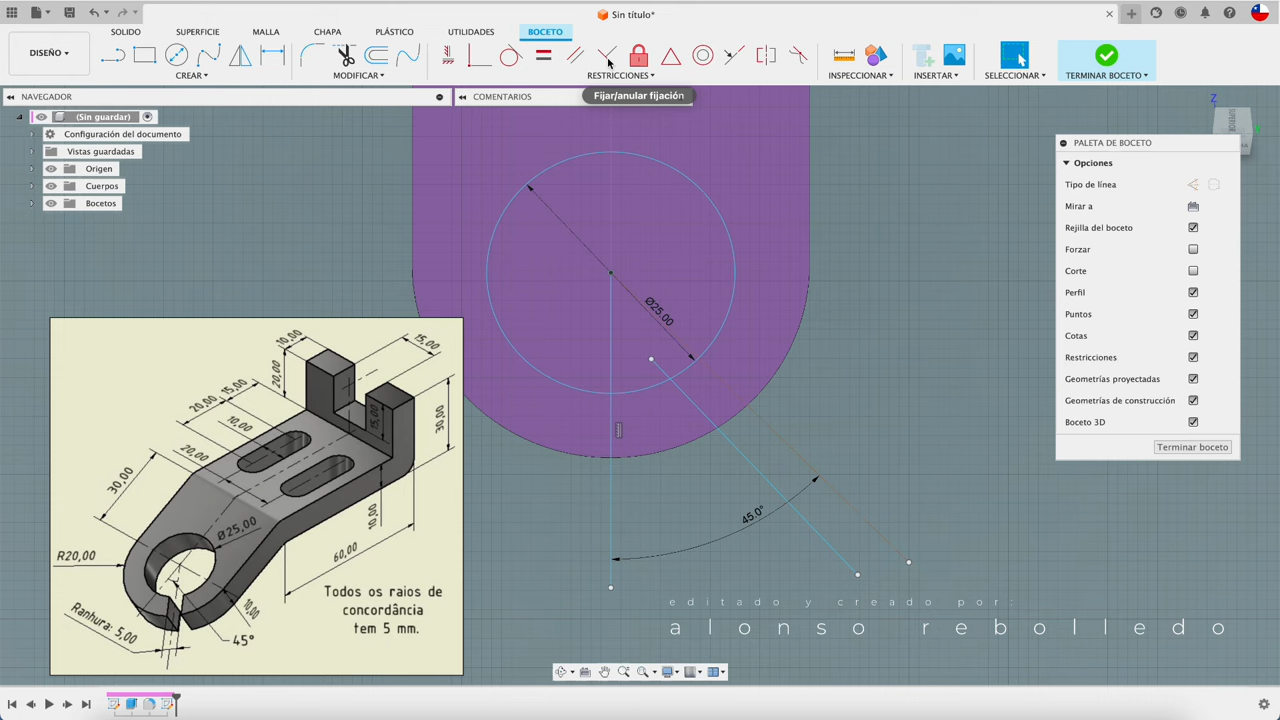 Sin título*
DISEÑO
SOLIDO
SUPERFICIE
MALLA
CHAPA
UTILIDADES
PLÁSTICO
BOCETO
CREAR
MODIFICAR
RESTRICCIONES
INSPECCIONAR
INSERTAR
SELECCIONAR
TERMINAR BOCETO
NAVEGADOR
COMENTARIOS
Fijar/anular fijación
(Sin guardar)
Configuración del documento
Vistas guardadas
Origen
Cuerpos
Bocetos
Z
PALETA DE BOCETO
Opciones
Tipo de línea
Mirar a
Rejilla del boceto
Forzar
Corte
Perfil
Puntos
Cotas
Restricciones
Geometrías proyectadas
Geometrías de construcción
Boceto 3D
Terminar boceto
Ø25.00
45.0°
10,00
15,00
20,00
15,00
20,00
10,00
20,00
15,00
30,00
30,00
10,00
Ø25,00
60,00
R20,00
10,00
Ranhura: 5,00
45°
Todos os raios de
concordância
tem 5 mm.
editado y creado por:
alonso rebolledo